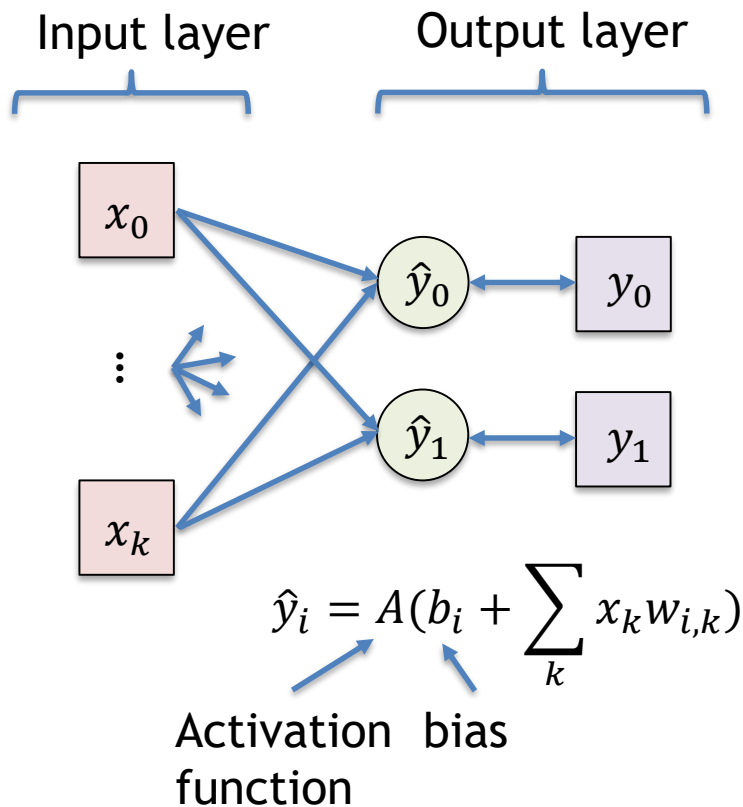 Input layer
Output layer
x₀
ŷ₀
y₀
⋮
ŷ₁
y₁
xₖ
ŷᵢ = A(bᵢ + ∑ₖ xₖwᵢ,ₖ)
Activation function
bias